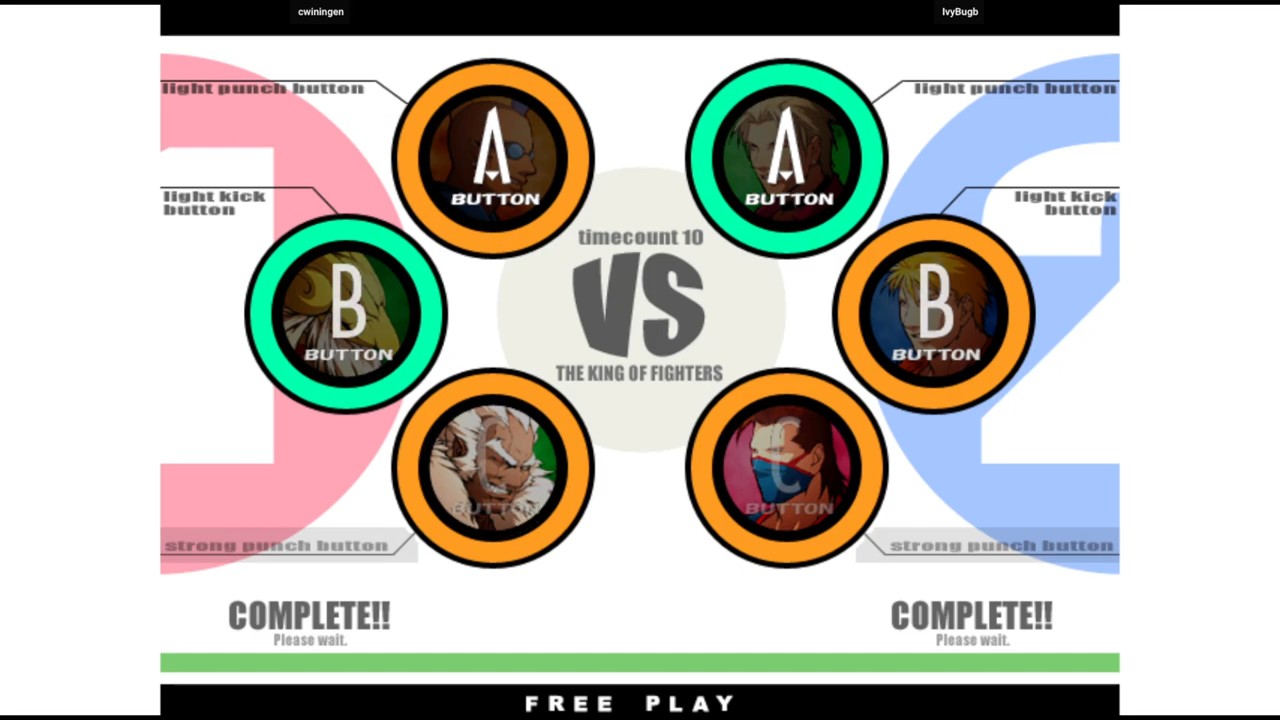 cwiningen
IvyBugb
light punch button
light punch button
A
BUTTON
A
BUTTON
light kick
button
light kick
button
B
BUTTON
B
BUTTON
timecount 10
VS
THE KING OF FIGHTERS
C
BUTTON
C
BUTTON
strong punch button
strong punch button
COMPLETE!!
Please wait.
COMPLETE!!
Please wait.
FREE PLAY